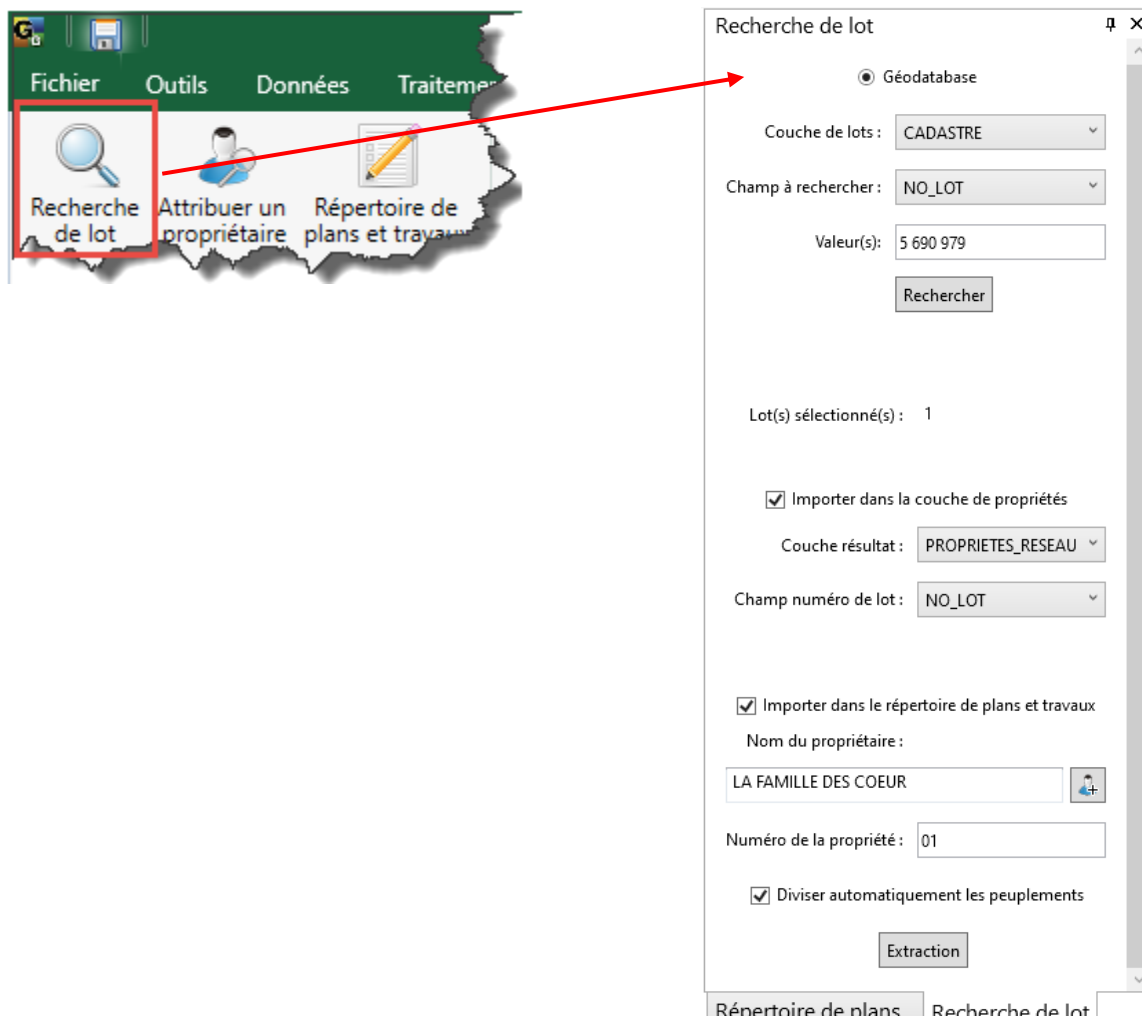 Fichier Outils Données Traitemen
Recherche de lot
Attribuer un propriétaire
Répertoire de plans et travaux
Recherche de lot
Géodatabase
Couche de lots : CADASTRE
Champ à rechercher : NO_LOT
Valeur(s): 5 690 979
Rechercher
Lot(s) sélectionné(s) : 1
Importer dans la couche de propriétés
Couche résultat : PROPRIETES_RESEAU
Champ numéro de lot : NO_LOT
Importer dans le répertoire de plans et travaux
Nom du propriétaire :
LA FAMILLE DES COEUR
Numéro de la propriété : 01
Diviser automatiquement les peuplements
Extraction
Répertoire de plans... Recherche de lot